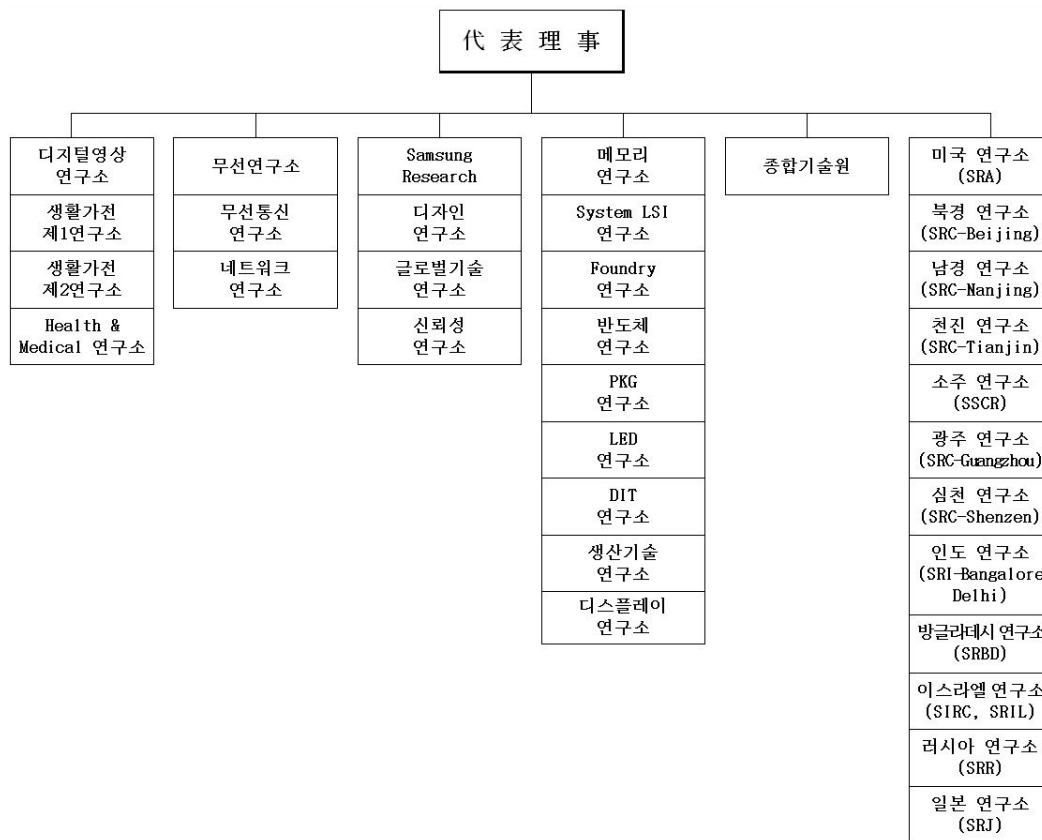 代 表 理 事
디지털영상
연구소
생활가전
제1연구소
생활가전
제2연구소
Health &
Medical 연구소
무선연구소
무선통신
연구소
네트워크
연구소
Samsung
Research
디자인
연구소
글로벌기술
연구소
신뢰성
연구소
메모리
연구소
System LSI
연구소
Foundry
연구소
반도체
연구소
PKG
연구소
LED
연구소
DIT
연구소
생산기술
연구소
디스플레이
연구소
종합기술원
미국 연구소
(SRA)
북경 연구소
(SRC-Beijing)
남경 연구소
(SRC-Nanjing)
천진 연구소
(SRC-Tianjin)
소주 연구소
(SSCR)
광주 연구소
(SRC-Guangzhou)
심천 연구소
(SRC-Shenzen)
인도 연구소
(SRI-Bangalore
Delhi)
방글라데시 연구소
(SRBD)
이스라엘 연구소
(SIRC, SRIL)
러시아 연구소
(SRR)
일본 연구소
(SRJ)